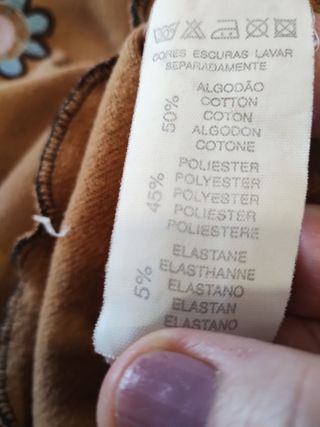 CORES ESCURAS LAVAR
SEPARADAMENTE
50%
ALGODÃO
COTTON
COTON
ALGODON
COTONE
45%
POLIESTER
POLYESTER
POLYESTER
POLIESTER
POLIESTERE
5%
ELASTANE
ELASTHANNE
ELASTANO
ELASTAN
ELASTANO